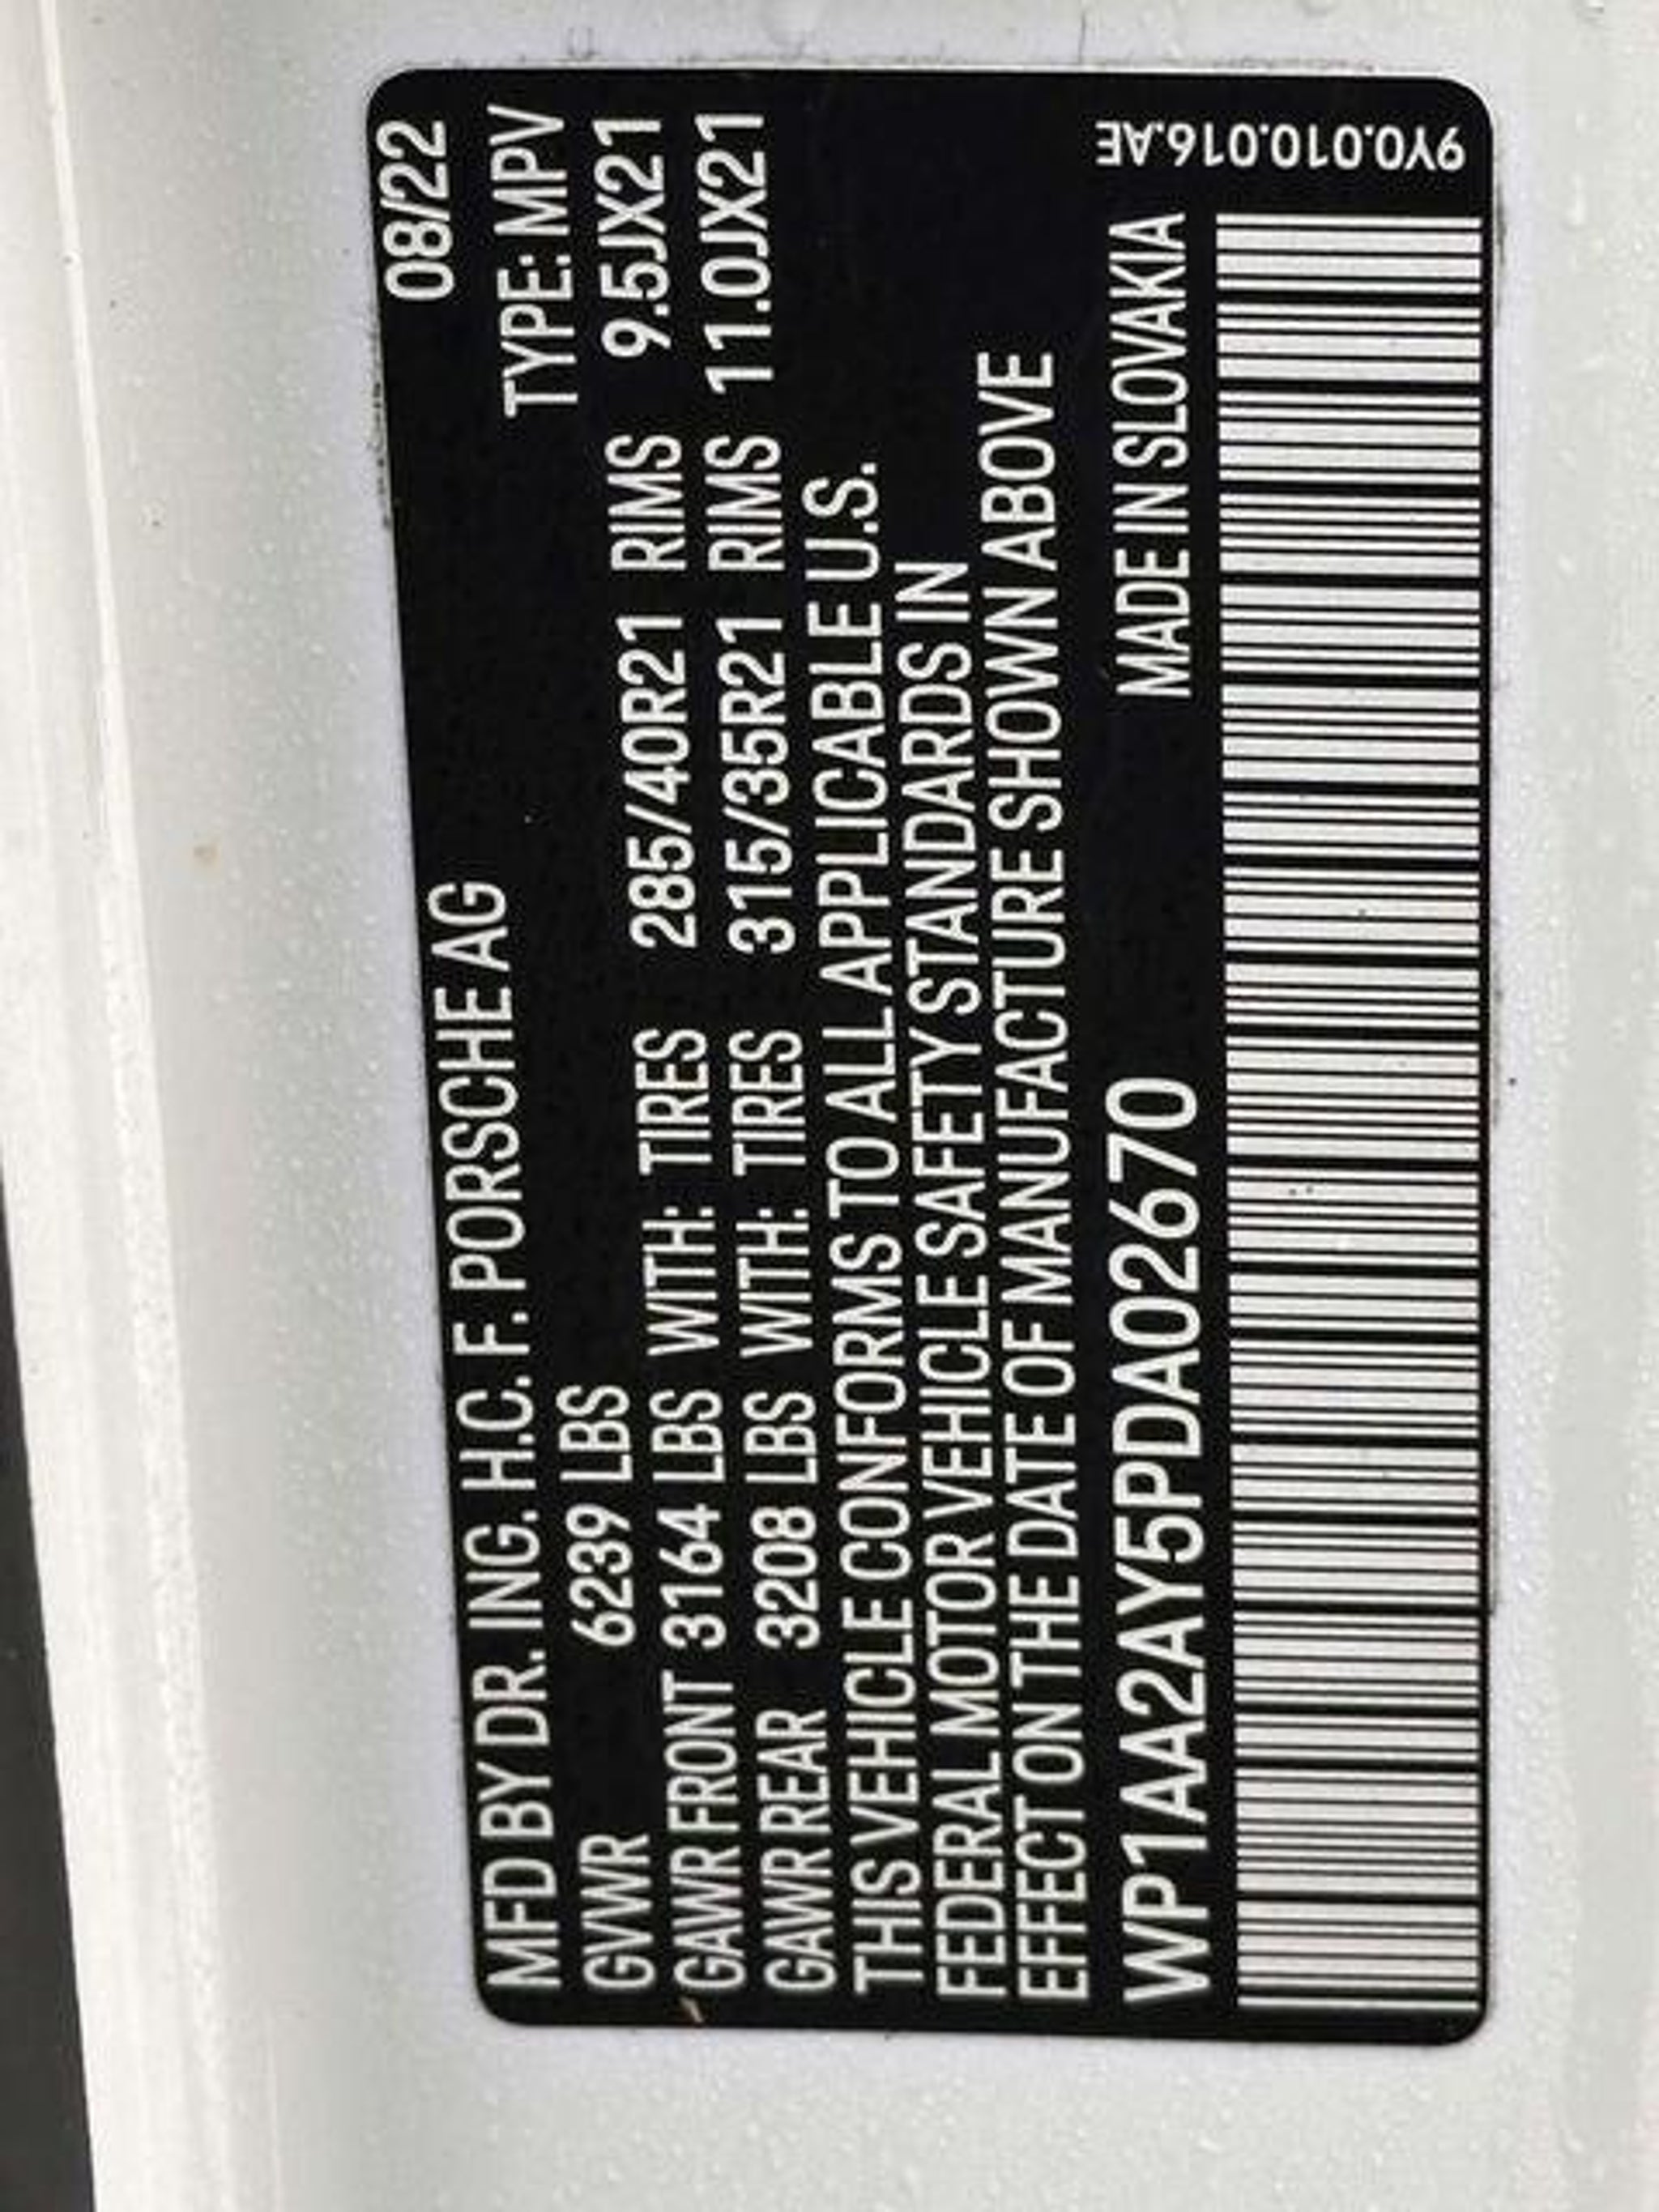 MFD BY DR. ING. H.C. F. PORSCHE AG 08/22
GVWR 6239 LBS TYPE: MPV
GAWR FRONT 3164 LBS WITH: TIRES 285/40R21 RIMS 9.5JX21
GAWR REAR 3208 LBS WITH: TIRES 315/35R21 RIMS 11.0JX21
THIS VEHICLE CONFORMS TO ALL APPLICABLE U.S.
FEDERAL MOTOR VEHICLE SAFETY STANDARDS IN
EFFECT ON THE DATE OF MANUFACTURE SHOWN ABOVE
WP1AA2AY5PDA02670 MADE IN SLOVAKIA
9Y0.010.016.AE